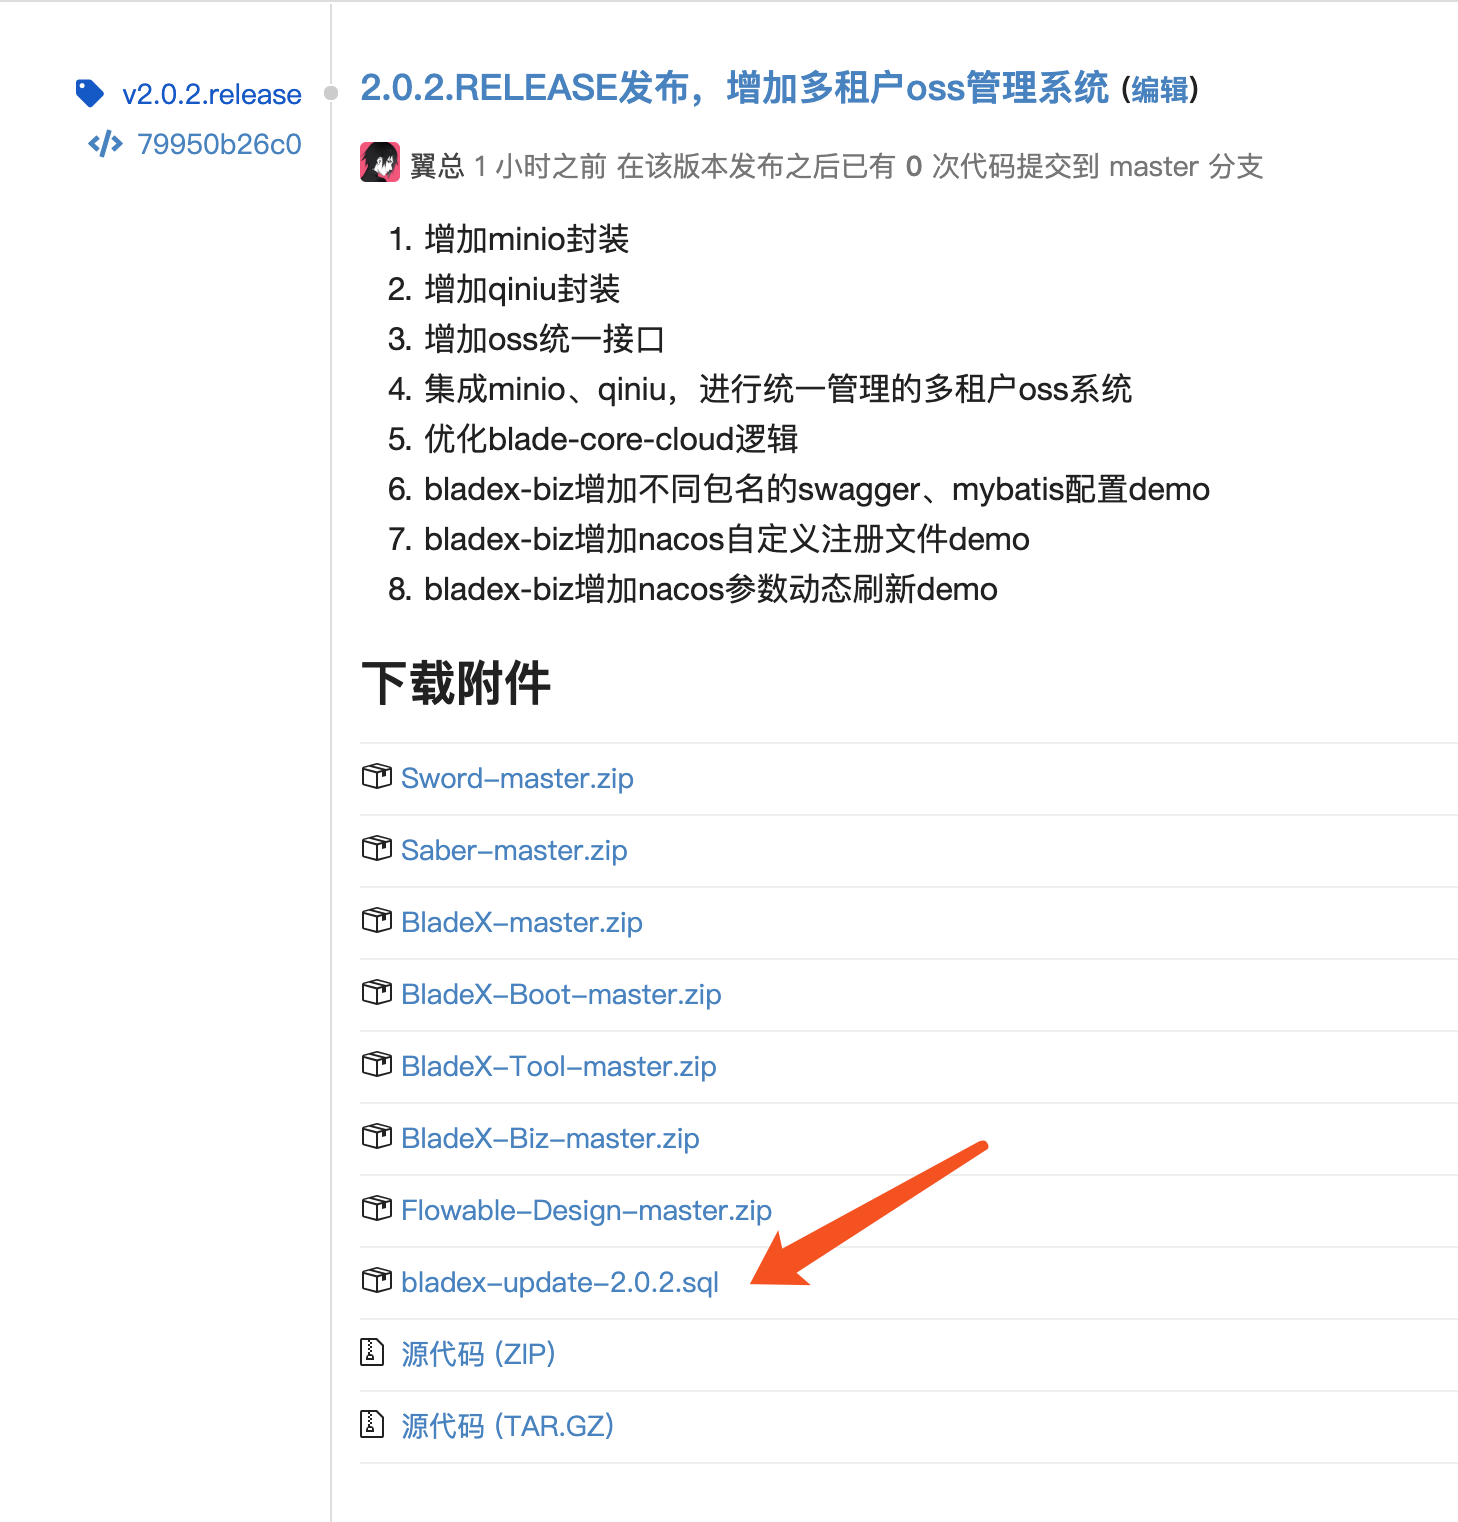 v2.0.2.release
79950b26c0
2.0.2.RELEASE发布，增加多租户oss管理系统 (编辑)
翼总 1 小时之前 在该版本发布之后已有 0 次代码提交到 master 分支
1. 增加minio封装
2. 增加qiniu封装
3. 增加oss统一接口
4. 集成minio、qiniu，进行统一管理的多租户oss系统
5. 优化blade-core-cloud逻辑
6. bladex-biz增加不同包名的swagger、mybatis配置demo
7. bladex-biz增加nacos自定义注册文件demo
8. bladex-biz增加nacos参数动态刷新demo
下载附件
Sword-master.zip
Saber-master.zip
BladeX-master.zip
BladeX-Boot-master.zip
BladeX-Tool-master.zip
BladeX-Biz-master.zip
Flowable-Design-master.zip
bladex-update-2.0.2.sql
源代码 (ZIP)
源代码 (TAR.GZ)